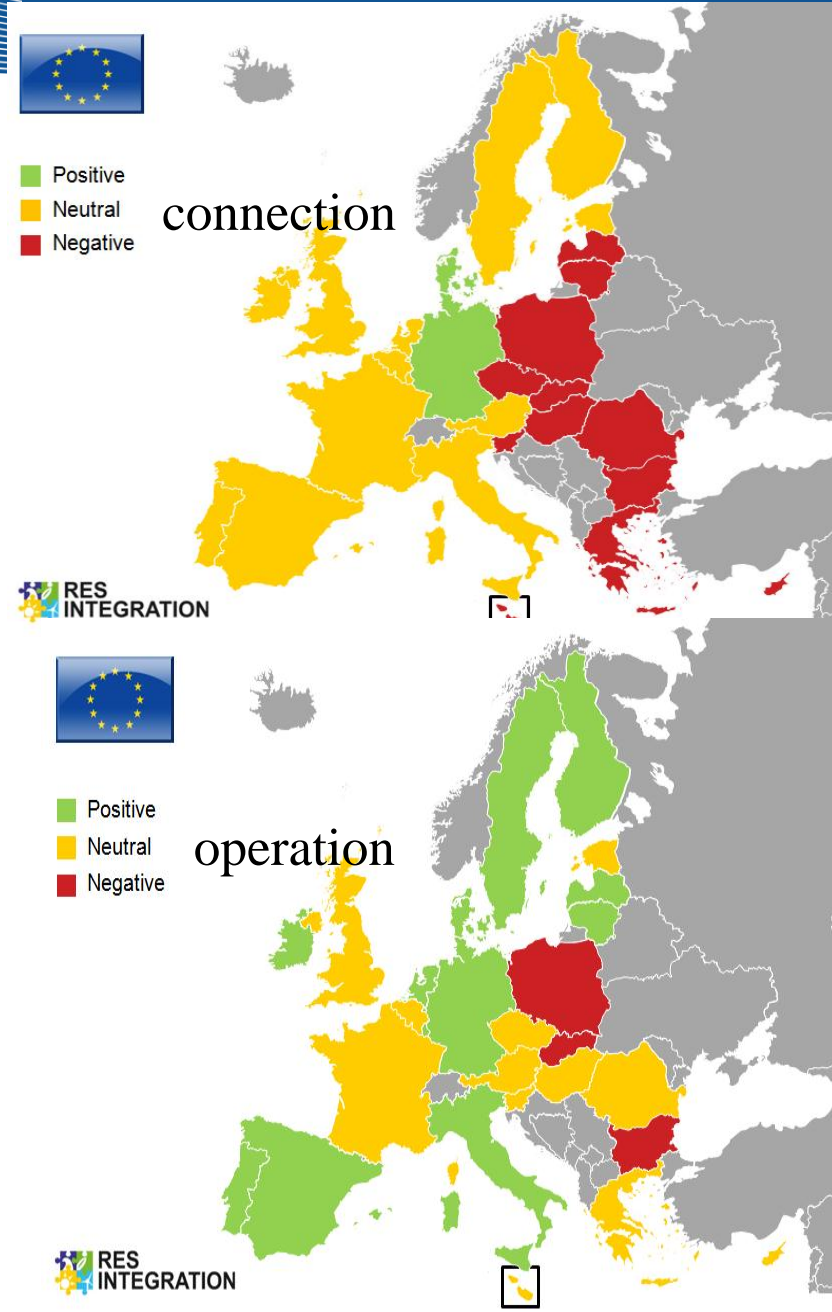 Positive
Neutral
Negative
connection
RES
INTEGRATION
Positive
Neutral
Negative
operation
RES
INTEGRATION